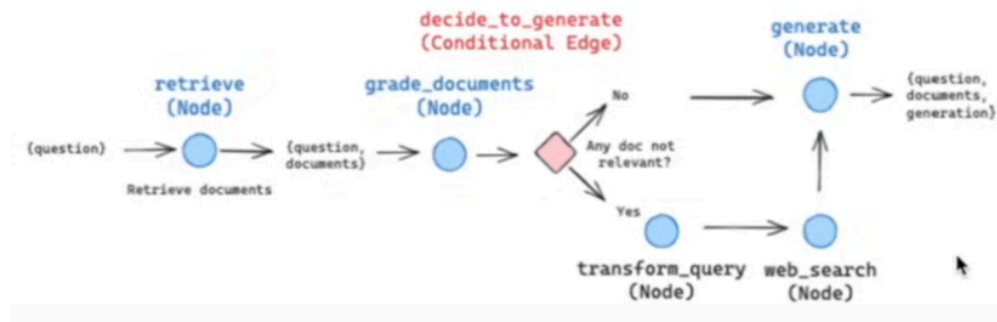 decide_to_generate
(Conditional Edge)
generate
(Node)
retrieve
(Node)
grade_documents
(Node)
No
{question,
documents,
generation}
{question}
{question,
documents}
Any doc not
relevant?
Retrieve documents
Yes
transform_query
(Node)
web_search
(Node)